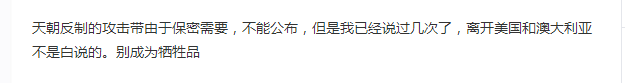 天朝反制的攻击带由于保密需要，不能公布，但是我已经说过几次了，离开美国和澳大利亚
不是白说的。别成为牺牲品